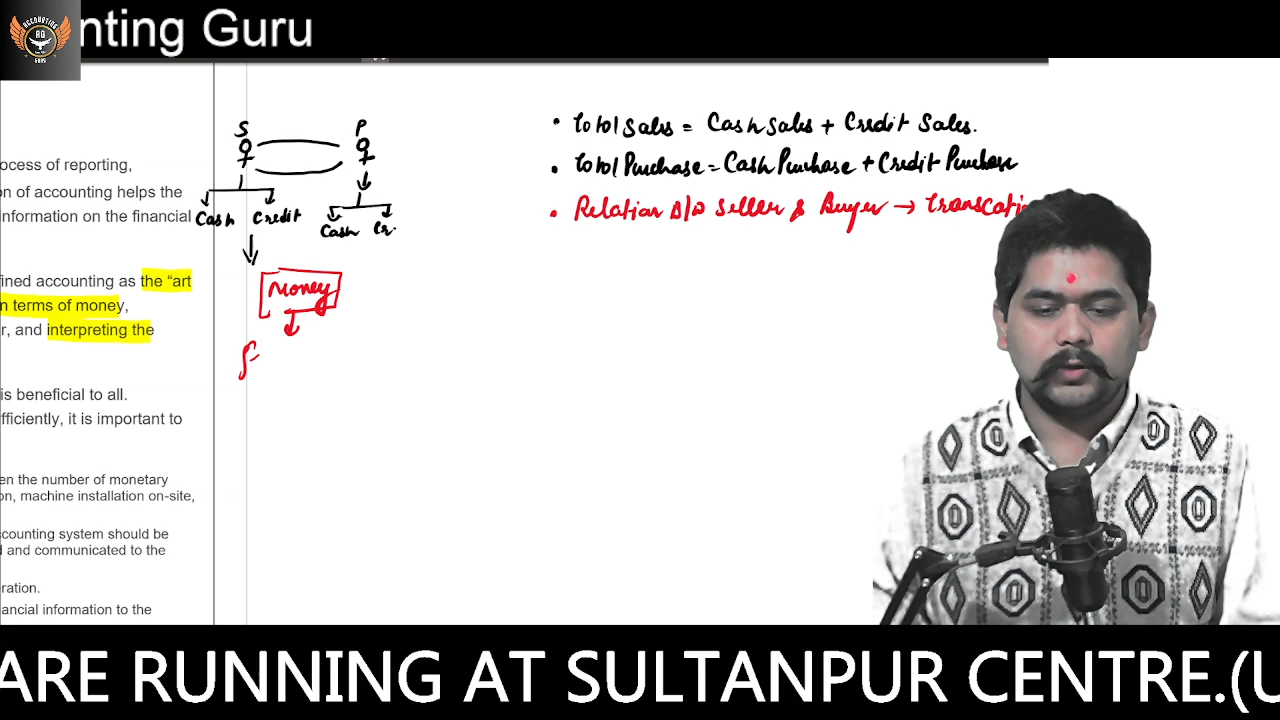 nting Guru
ACCOUNTING
AG
ocess of reporting,
on of accounting helps the
information on the financial
fined accounting as the “art
n terms of money,
r, and interpreting the
is beneficial to all.
fficiently, it is important to
en the number of monetary
on, machine installation on-site,
ccounting system should be
d and communicated to the
ration.
ancial information to the
S P
Cash Credit
Cash Cr.
Money
• Total Sales = Cash Sales + Credit Sales.
• Total Purchase = Cash Purchase + Credit Purchase
• Relation B/W Seller & Buyer → Transcati
ARE RUNNING AT SULTANPUR CENTRE.(U